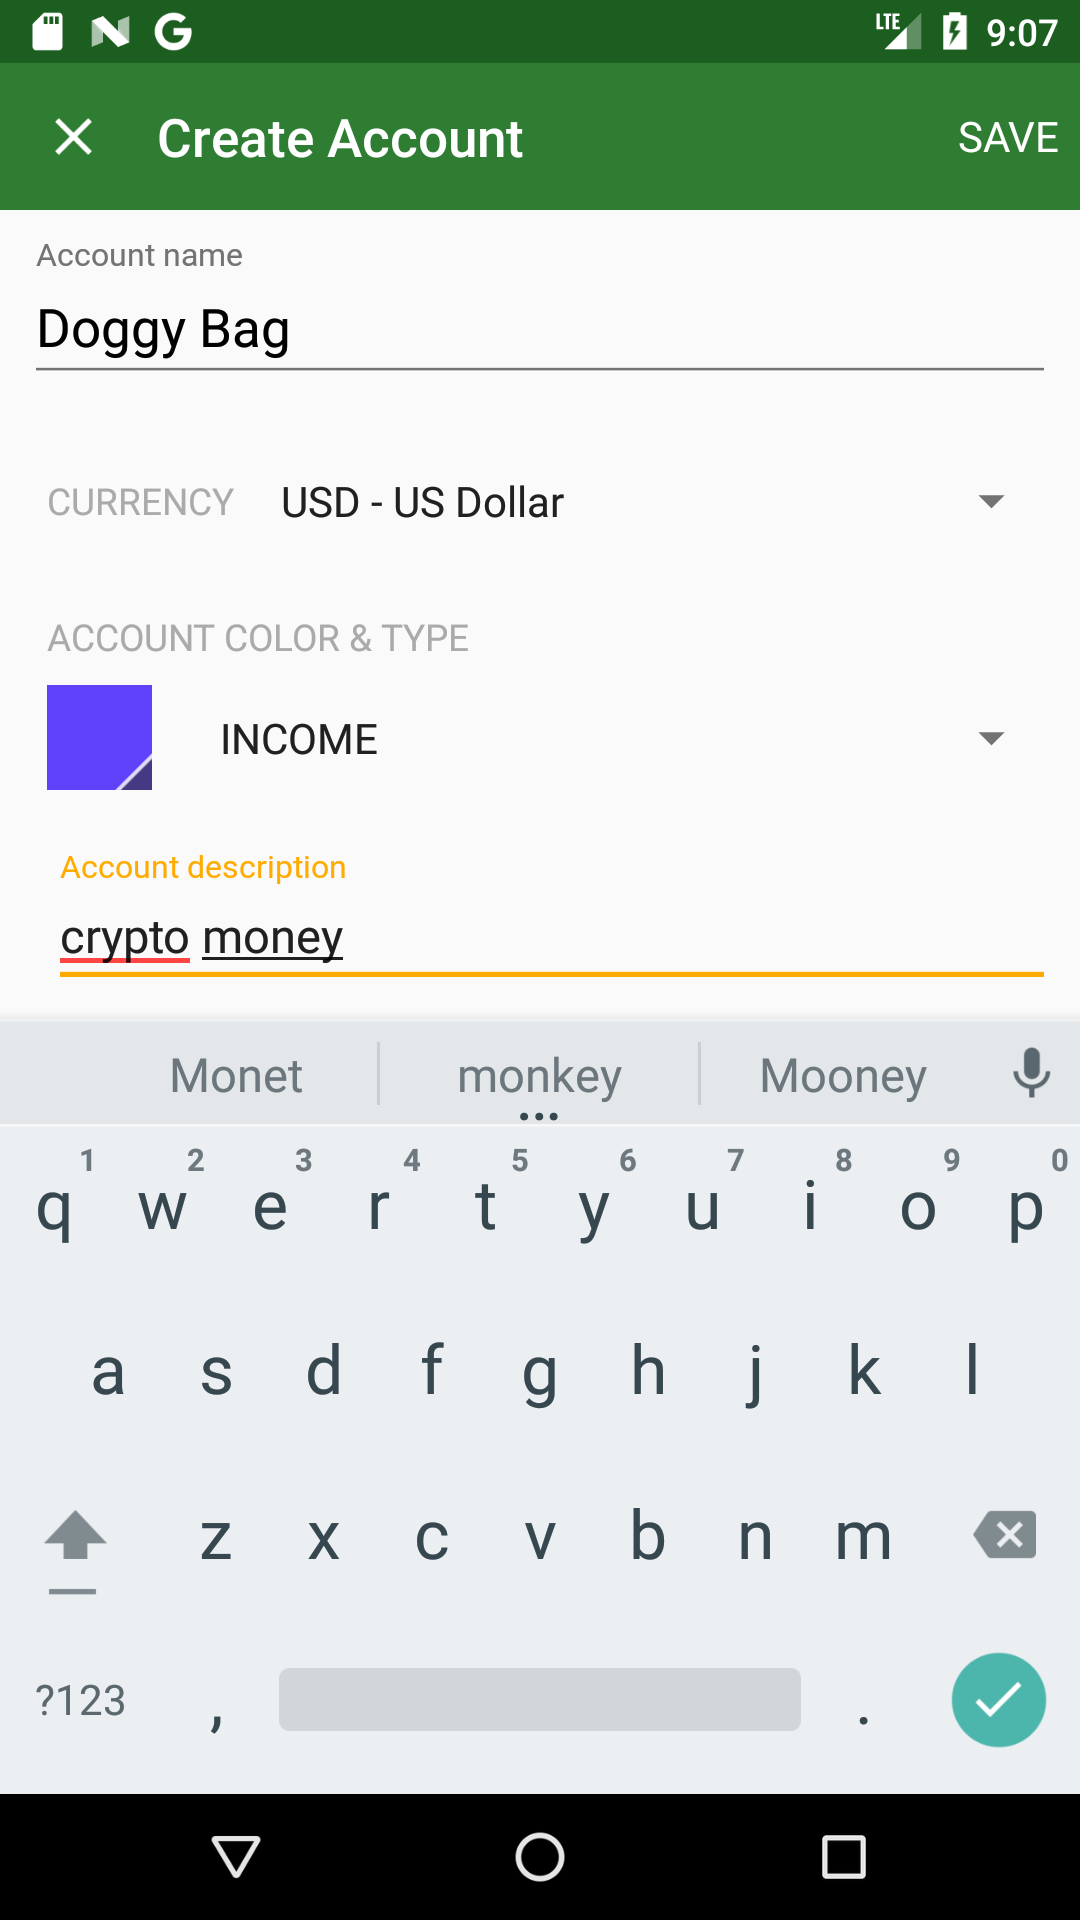 LTE 9:07
Create Account SAVE
Account name
Doggy Bag
CURRENCY USD - US Dollar
ACCOUNT COLOR & TYPE
INCOME
Account description
crypto money
Monet monkey Mooney
1 2 3 4 5 6 7 8 9 0
q w e r t y u i o p
a s d f g h j k l
z x c v b n m
?123 , .